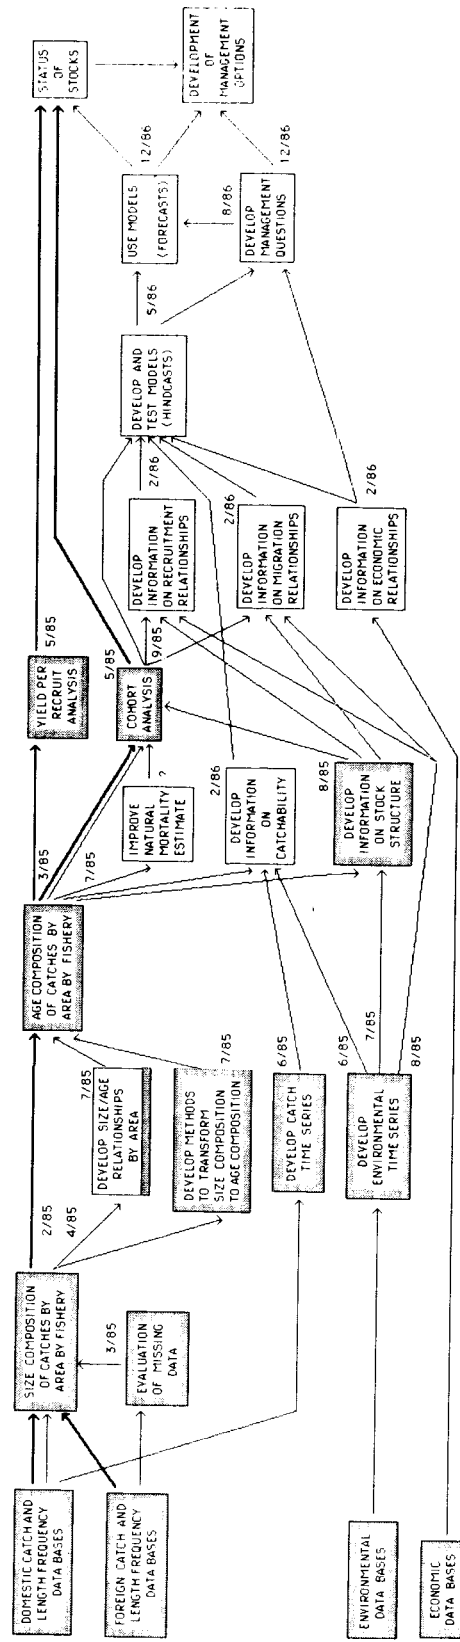 DOMESTIC CATCH AND
LENGTH FREQUENCY
DATA BASES
FOREIGN CATCH AND
LENGTH FREQUENCY
DATA BASES
ENVIRONMENTAL
DATA BASES
ECONOMIC
DATA BASES
SIZE COMPOSITION
OF CATCHES BY
AREA BY FISHERY
3/85
EVALUATION
OF MISSING
DATA
2/85
4/85
7/85
DEVELOP SIZE/AGE
RELATIONSHIPS
BY AREA
7/85
DEVELOP METHODS
TO TRANSFORM
SIZE COMPOSITION
TO AGE COMPOSITION
6/85
DEVELOP CATCH
TIME SERIES
6/85
7/85
8/85
DEVELOP
ENVIRONMENTAL
TIME SERIES
AGE COMPOSITION
OF CATCHES BY
AREA BY FISHERY
3/85
7/85
IMPROVE
NATURAL
MORTALITY
ESTIMATE
?
2/86
DEVELOP
INFORMATION
ON
CATCHABILITY
8/85
DEVELOP
INFORMATION
ON STOCK
STRUCTURE
5/85
YIELD PER
RECRUIT
ANALYSIS
5/85
COHORT
ANALYSIS
9/85
2/86
DEVELOP
INFORMATION
ON RECRUITMENT
RELATIONSHIPS
2/86
DEVELOP
INFORMATION
ON MIGRATION
RELATIONSHIPS
2/86
DEVELOP
INFORMATION
ON ECONOMIC
RELATIONSHIPS
DEVELOP AND
TEST MODELS
(HINDCASTS)
5/86
USE MODELS
(FORECASTS)
12/86
8/86
DEVELOP
MANAGEMENT
QUESTIONS
12/86
STATUS
OF
STOCKS
DEVELOPMENT
OF
MANAGEMENT
OPTIONS